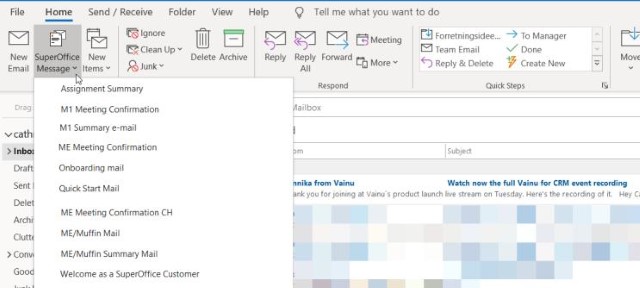 File Home Send / Receive Folder View Help Tell me what you want to do
New Email
SuperOffice Message
New Items
Ignore
Clean Up
Junk
Delete
Archive
Reply
Reply All
Forward
Meeting
More
Respond
Forretningsidee...
Team Email
Reply & Delete
To Manager
Done
Create New
Quick Steps
Move
Drag
Mailbox
cath
Inbo
Draft
Sent
Delet
Archi
Clutt
Conv
Good
Assignment Summary
M1 Meeting Confirmation
M1 Summary e-mail
ME Meeting Confirmation
Onboarding mail
Quick Start Mail
ME Meeting Confirmation CH
ME/Muffin Mail
ME/Muffin Summary Mail
Welcome as a SuperOffice Customer
om Subject
nnika from Vainu Watch now the full Vainu for CRM event recording
ank you for joining at Vainu´s product launch live stream on Tuesday. Here's the recording of it. Hey Ca